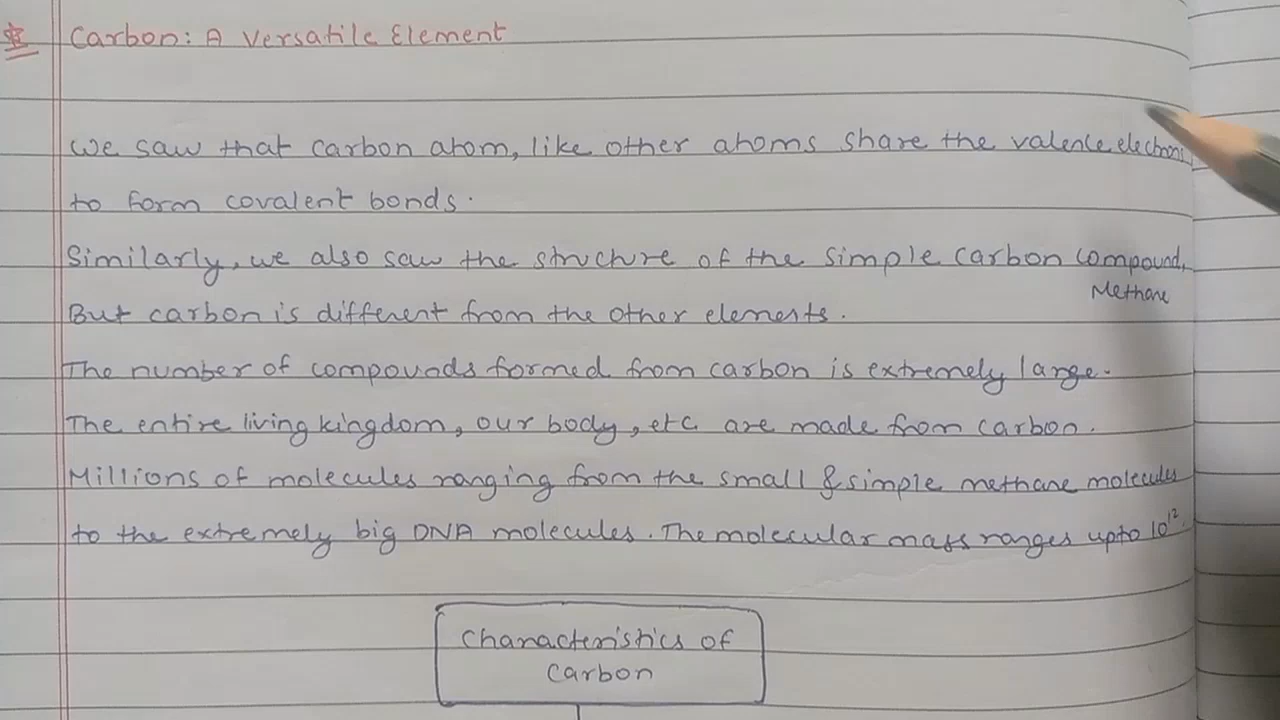 Carbon: A Versatile Element
We saw that carbon atom, like other atoms share the valence electrons
to form covalent bonds.
Similarly, we also saw the structure of the simple carbon compound,
Methane
But carbon is different from the other elements.
The number of compounds formed from carbon is extremely large.
The entire living kingdom, our body, etc are made from carbon.
Millions of molecules ranging from the small & simple methane molecules
to the extremely big DNA molecules. The molecular mass ranges upto 10¹².
Characteristics of
Carbon